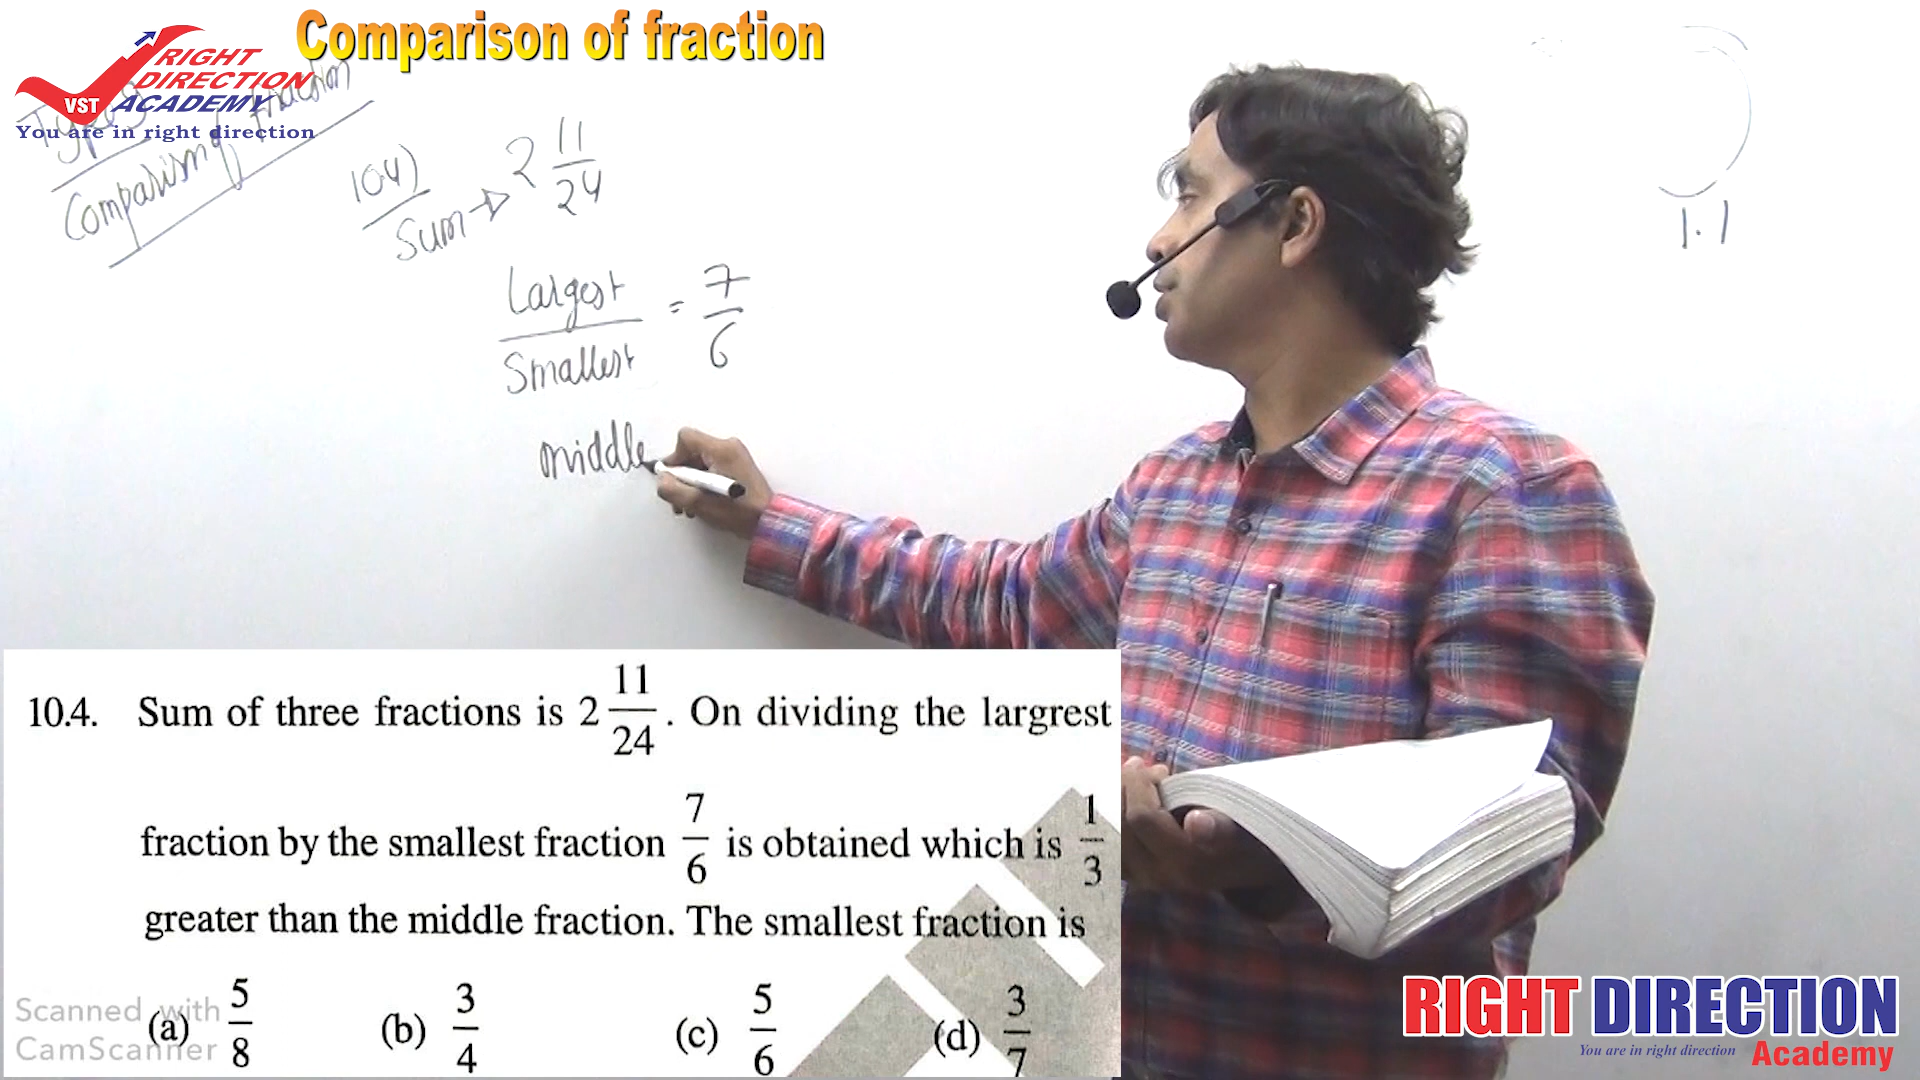 Comparison of fraction
RIGHT
DIRECTION
VST ACADEMY
You are in right direction
Types
Comparising Fraction
104)
Sum → 2 11/24
Largest/Smallest = 7/6
middle
1.1
10.4. Sum of three fractions is 2 11/24. On dividing the largrest
fraction by the smallest fraction 7/6 is obtained which is 1/3
greater than the middle fraction. The smallest fraction is
(a) 5/8 (b) 3/4 (c) 5/6 (d) 3/7
Scanned with
CamScanner
RIGHT DIRECTION
You are in right direction Academy